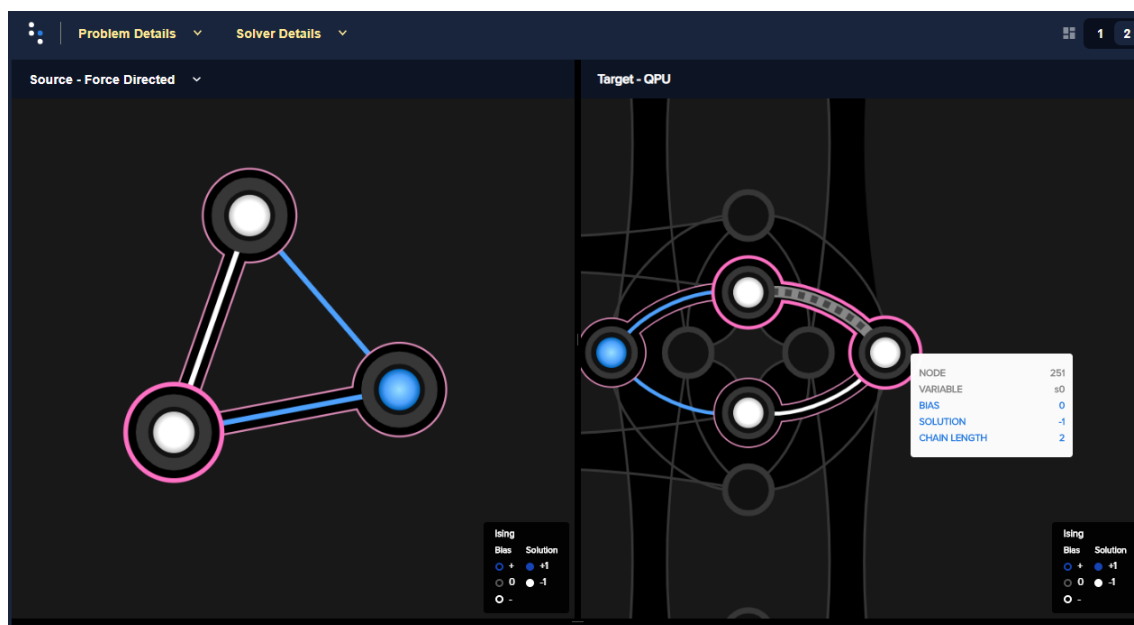 Problem Details Solver Details 1 2
Source - Force Directed
Target - QPU
NODE 251
VARIABLE s0
BIAS 0
SOLUTION -1
CHAIN LENGTH 2
Ising
Bias Solution
+ +1
0 -1
-
Ising
Bias Solution
+ +1
0 -1
-